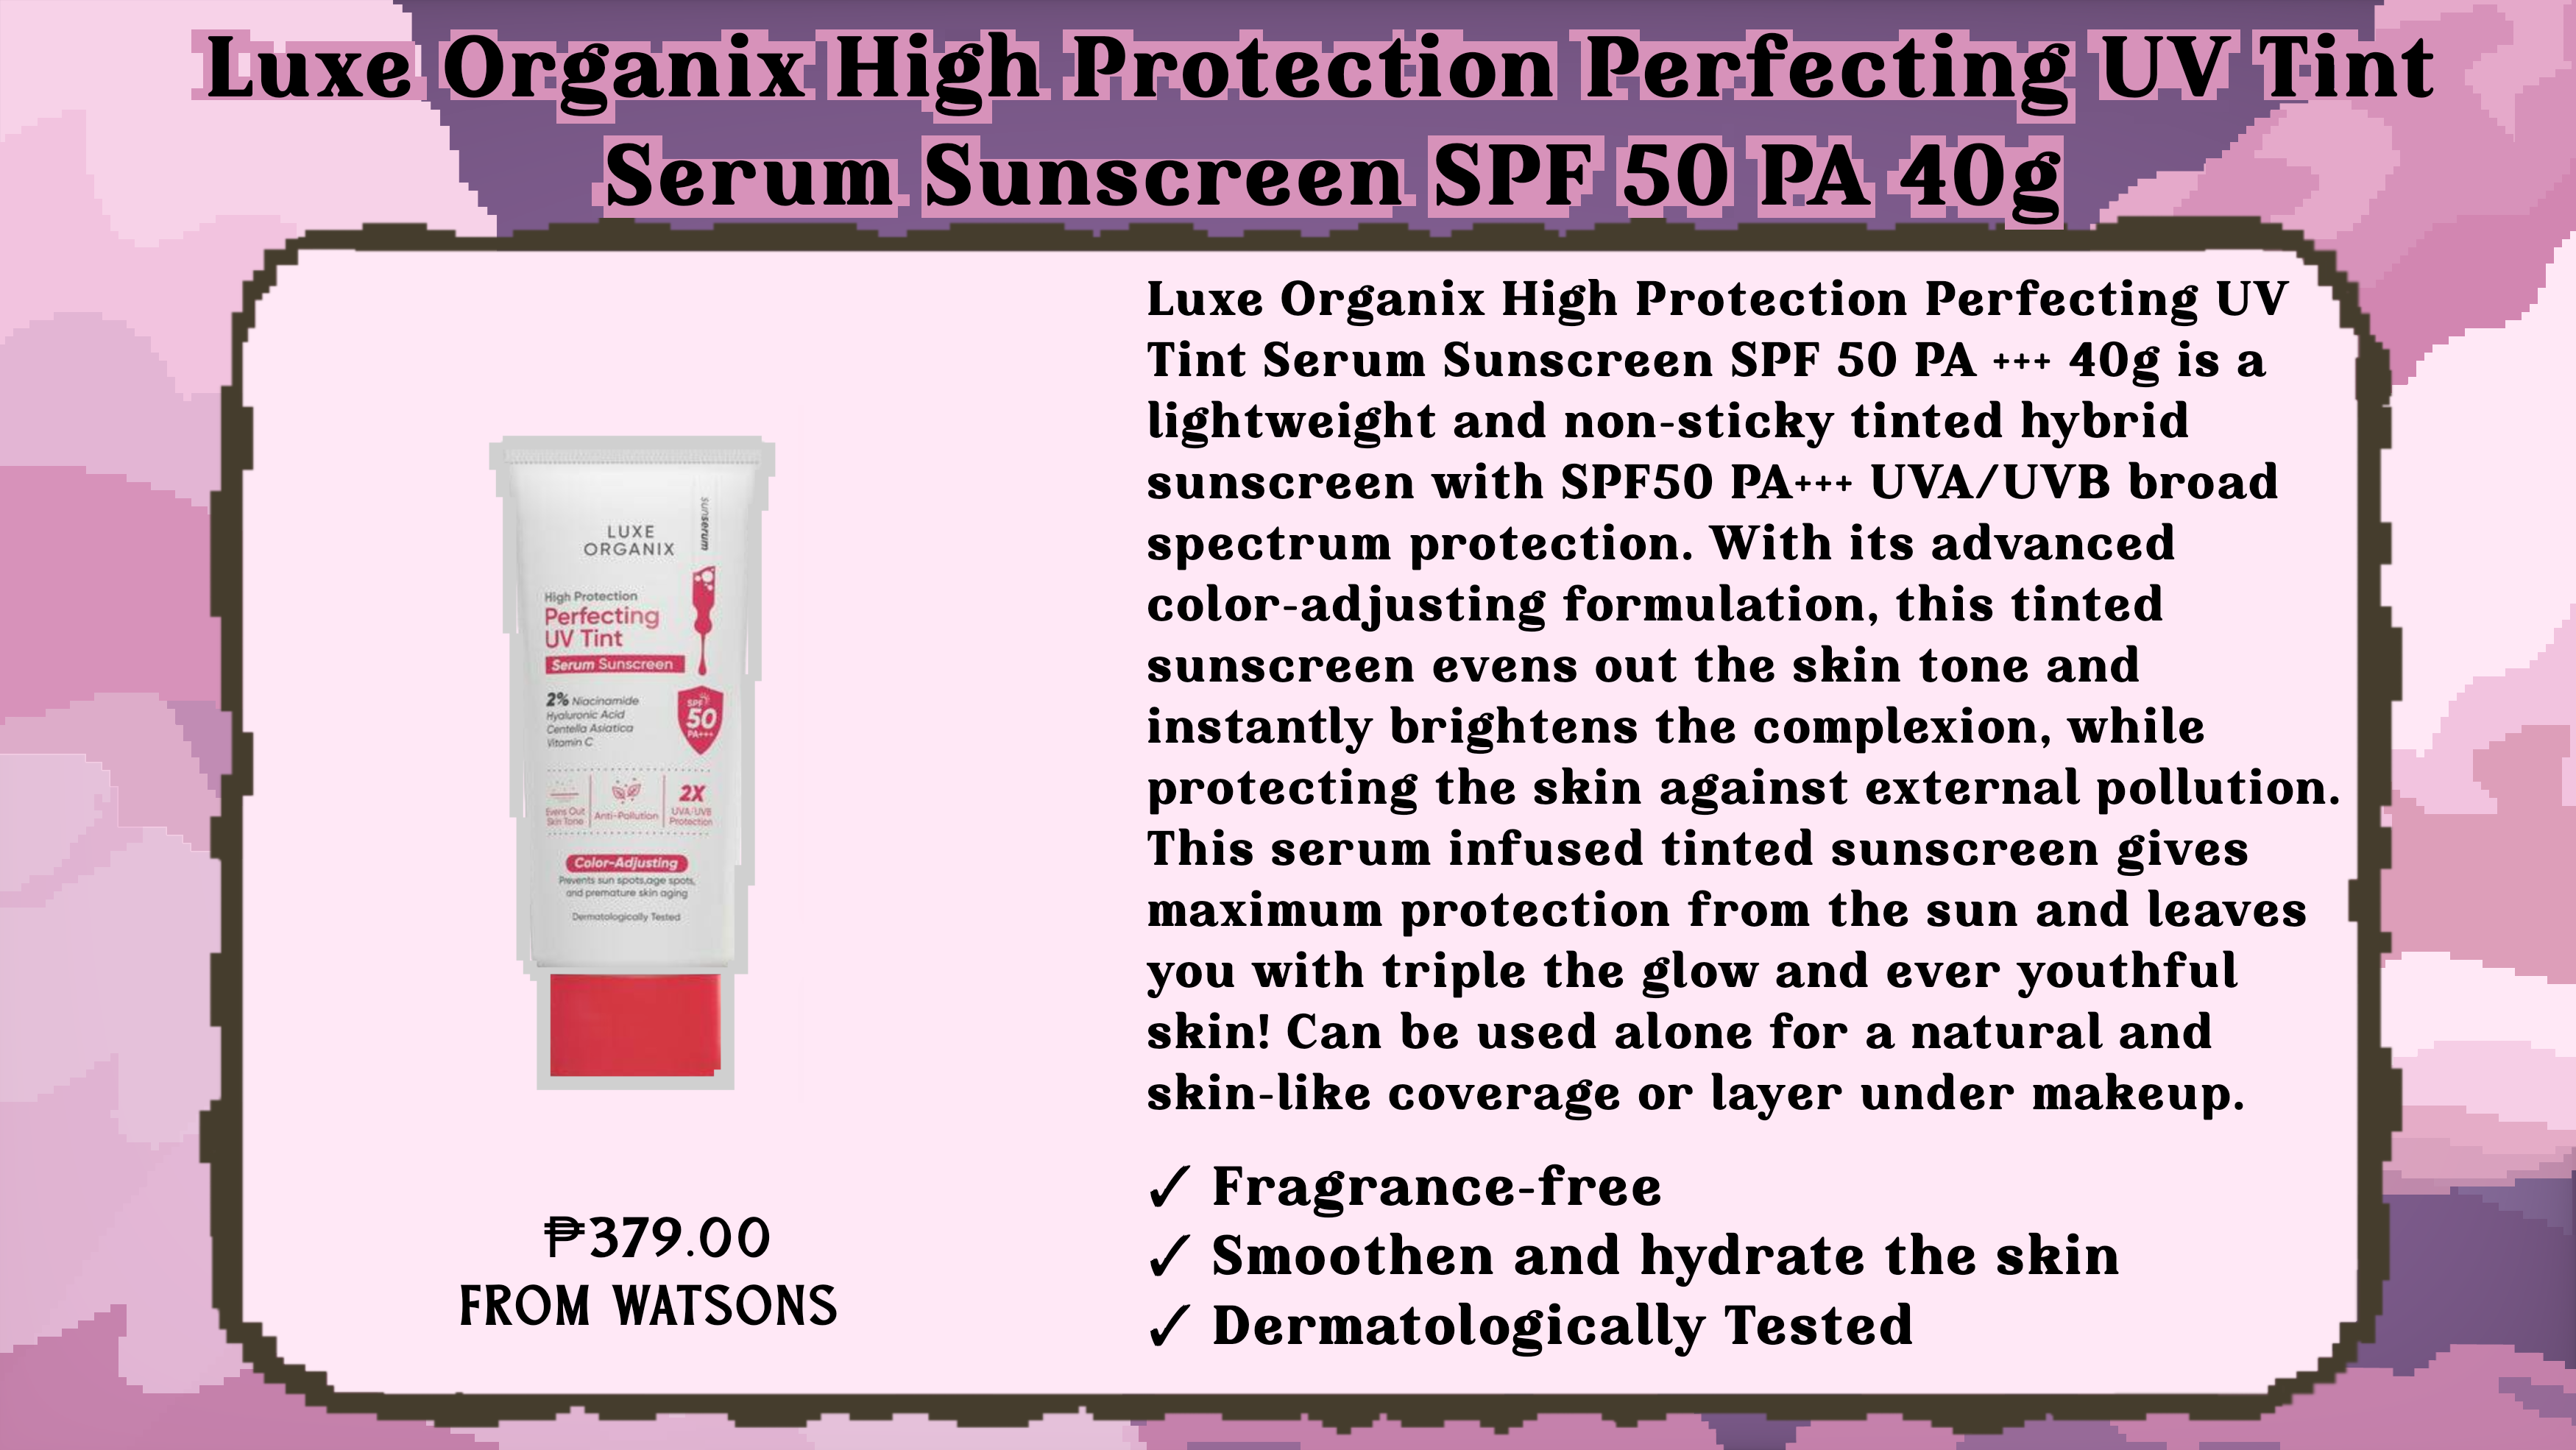 Luxe Organix High Protection Perfecting UV Tint
Serum Sunscreen SPF 50 PA 40g
LUXE
ORGANIX
sunserum
High Protection
Perfecting
UV Tint
Serum Sunscreen
2% Niacinamide
Hyaluronic Acid
Centella Asiatica
Vitamin C
SPF
50
PA+++
Evens Out
Skin Tone
Anti-Pollution
2X
UVA/UVB
Protection
Color-Adjusting
Prevents sun spots,age spots,
and premature skin aging
Dermatologically Tested
₱379.00
FROM WATSONS
Luxe Organix High Protection Perfecting UV
Tint Serum Sunscreen SPF 50 PA +++ 40g is a
lightweight and non-sticky tinted hybrid
sunscreen with SPF50 PA+++ UVA/UVB broad
spectrum protection. With its advanced
color-adjusting formulation, this tinted
sunscreen evens out the skin tone and
instantly brightens the complexion, while
protecting the skin against external pollution.
This serum infused tinted sunscreen gives
maximum protection from the sun and leaves
you with triple the glow and ever youthful
skin! Can be used alone for a natural and
skin-like coverage or layer under makeup.
✓ Fragrance-free
✓ Smoothen and hydrate the skin
✓ Dermatologically Tested